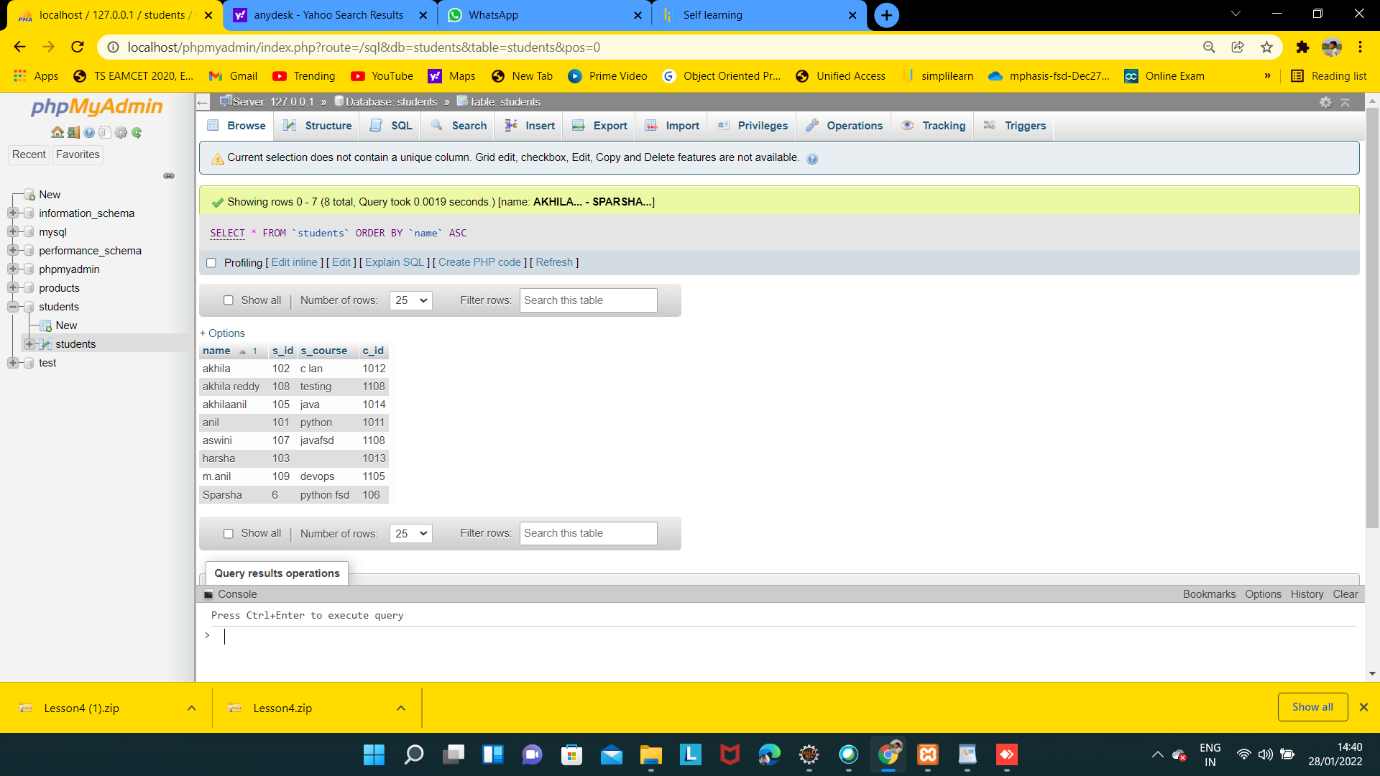 localhost / 127.0.0.1 / students /
anydesk - Yahoo Search Results
WhatsApp
Self learning
localhost/phpmyadmin/index.php?route=/sql&db=students&table=students&pos=0
Apps
TS EAMCET 2020, E...
Gmail
Trending
YouTube
Maps
New Tab
Prime Video
Object Oriented Pr...
Unified Access
simplilearn
mphasis-fsd-Dec27...
Online Exam
»
Reading list
phpMyAdmin
Recent
Favorites
New
information_schema
mysql
performance_schema
phpmyadmin
products
students
New
students
test
Server: 127.0.0.1 » Database: students » Table: students
Browse
Structure
SQL
Search
Insert
Export
Import
Privileges
Operations
Tracking
Triggers
Current selection does not contain a unique column. Grid edit, checkbox, Edit, Copy and Delete features are not available.
Showing rows 0 - 7 (8 total, Query took 0.0019 seconds.) [name: AKHILA... - SPARSHA...]
SELECT * FROM `students` ORDER BY `name` ASC
Profiling [ Edit inline ] [ Edit ] [ Explain SQL ] [ Create PHP code ] [ Refresh ]
Show all | Number of rows: 25 Filter rows: Search this table
+ Options
name 1 s_id s_course c_id
akhila 102 c lan 1012
akhila reddy 108 testing 1108
akhilaanil 105 java 1014
anil 101 python 1011
aswini 107 javafsd 1108
harsha 103 1013
m.anil 109 devops 1105
Sparsha 6 python fsd 106
Show all | Number of rows: 25 Filter rows: Search this table
Query results operations
Console
Bookmarks Options History Clear
Press Ctrl+Enter to execute query
>
Lesson4 (1).zip
Lesson4.zip
Show all
ENG
IN
14:40
28/01/2022